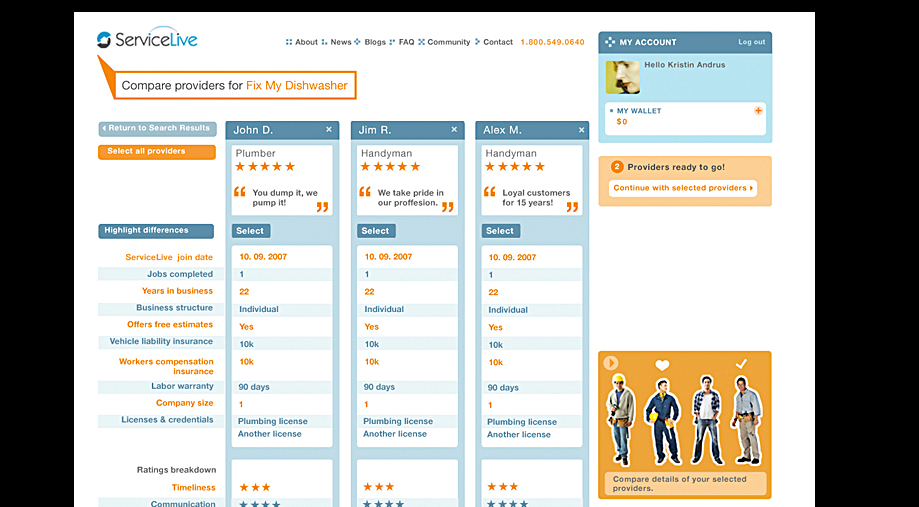 ServiceLive
About News Blogs FAQ Community Contact 1.800.549.0640
MY ACCOUNT Log out
Hello Kristin Andrus
MY WALLET
$0
Compare providers for Fix My Dishwasher
Return to Search Results
Select all providers
John D. × Jim R. × Alex M. ×
Plumber Handyman Handyman
“ You dump it, we pump it! ”
“ We take pride in our proffesion. ”
“ Loyal customers for 15 years! ”
2 Providers ready to go!
Continue with selected providers
Highlight differences Select Select Select
ServiceLive join date 10. 09. 2007 10. 09. 2007 10. 09. 2007
Jobs completed 1 1 1
Years in business 22 22 22
Business structure Individual Individual Individual
Offers free estimates Yes Yes Yes
Vehicle liability insurance 10k 10k 10k
Workers compensation insurance 10k 10k 10k
Labor warranty 90 days 90 days 90 days
Company size 1 1 1
Licenses & credentials Plumbing license Plumbing license Plumbing license
Another license Another license Another license
Ratings breakdown
Timeliness
Communication
Compare details of your selected
providers.